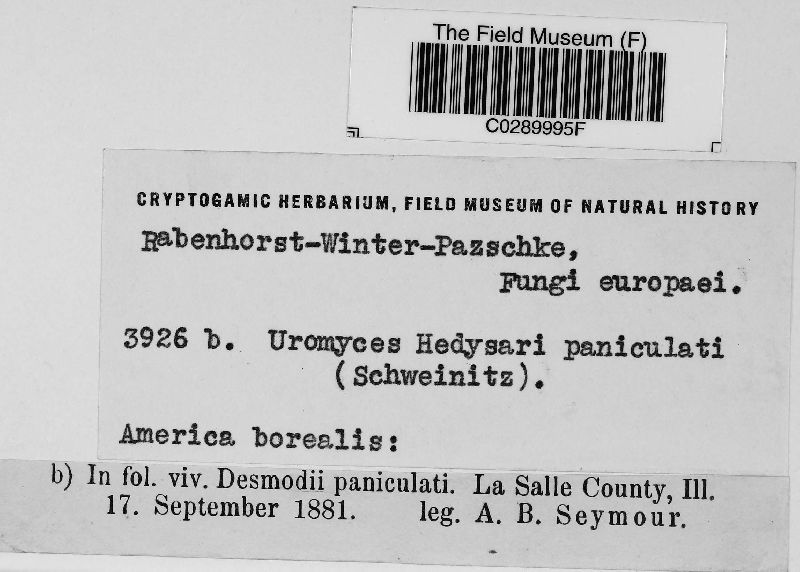 The Field Museum (F)
C0289995F
CRYPTOGAMIC HERBARIUM, FIELD MUSEUM OF NATURAL HISTORY
Rabenhorst-Winter-Pazschke,
Fungi europaei.
3926 b. Uromyces Hedysari paniculati
(Schweinitz).
America borealis:
b) In fol. viv. Desmodii paniculati. La Salle County, Ill.
17. September 1881. leg. A. B. Seymour.